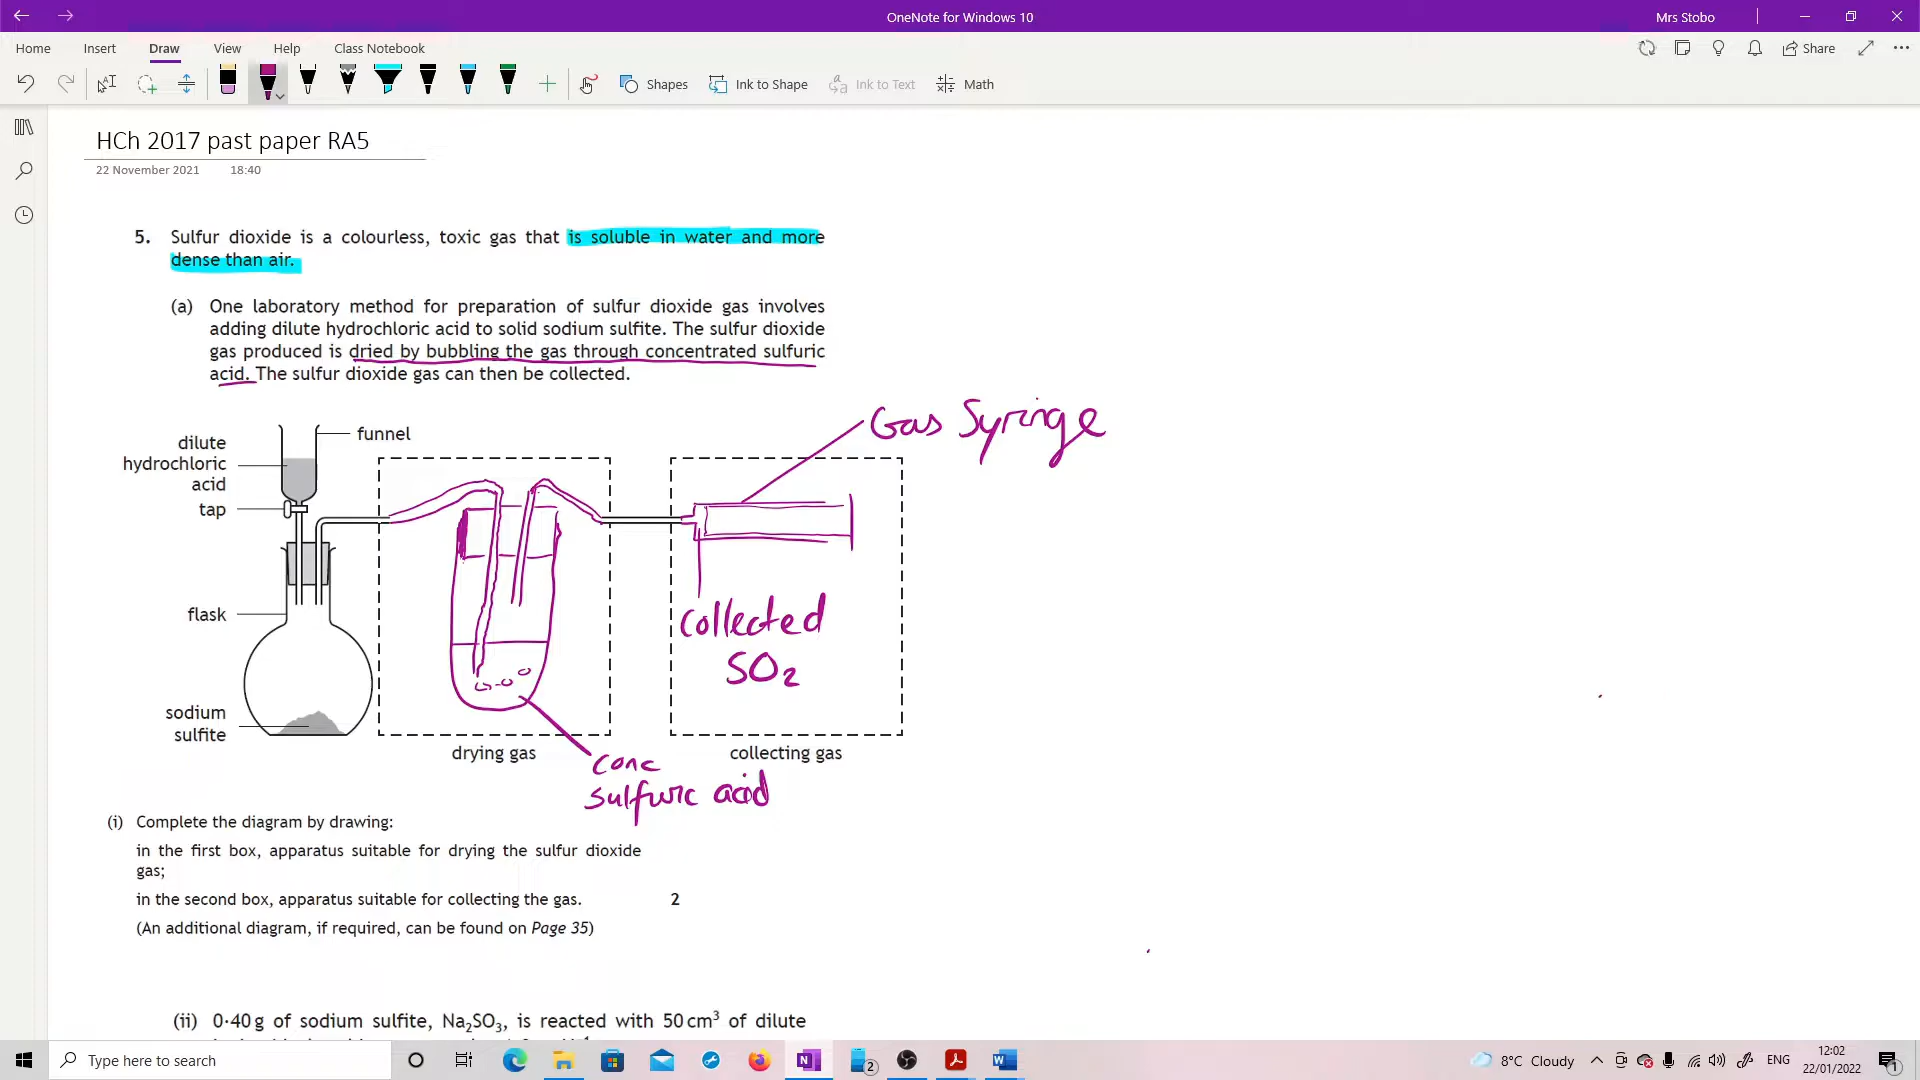 OneNote for Windows 10
Mrs Stobo
Home Insert Draw View Help Class Notebook
Share
Shapes Ink to Shape Ink to Text Math
HCh 2017 past paper RA5
22 November 2021 18:40
5. Sulfur dioxide is a colourless, toxic gas that is soluble in water and more
dense than air.
(a) One laboratory method for preparation of sulfur dioxide gas involves
adding dilute hydrochloric acid to solid sodium sulfite. The sulfur dioxide
gas produced is dried by bubbling the gas through concentrated sulfuric
acid. The sulfur dioxide gas can then be collected.
Gas Syringe
funnel
dilute
hydrochloric
acid
tap
flask
collected
SO₂
sodium
sulfite
drying gas
collecting gas
conc
sulfuric acid
(i) Complete the diagram by drawing:
in the first box, apparatus suitable for drying the sulfur dioxide
gas;
in the second box, apparatus suitable for collecting the gas. 2
(An additional diagram, if required, can be found on Page 35)
(ii) 0·40 g of sodium sulfite, Na₂SO₃, is reacted with 50 cm³ of dilute
Type here to search
2
8°C Cloudy
ENG
12:02
22/01/2022
1